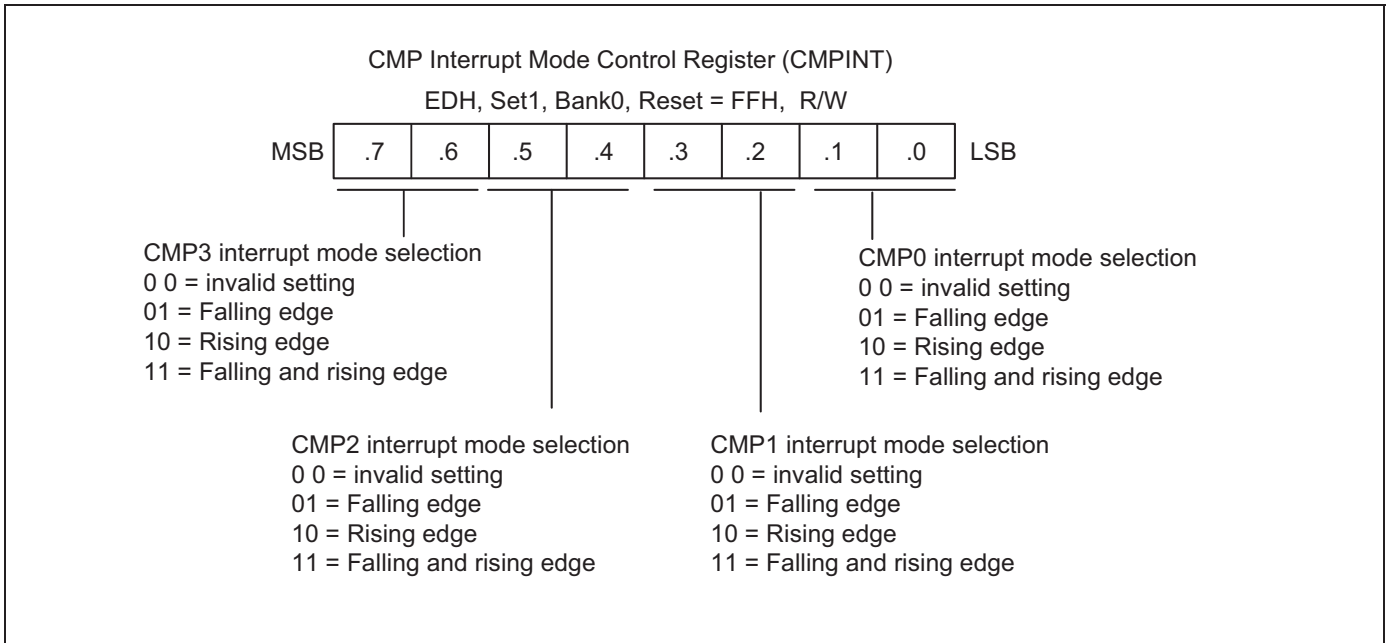 CMP Interrupt Mode Control Register (CMPINT)
EDH, Set1, Bank0, Reset = FFH, R/W
MSB .7 .6 .5 .4 .3 .2 .1 .0 LSB
CMP3 interrupt mode selection
0 0 = invalid setting
01 = Falling edge
10 = Rising edge
11 = Falling and rising edge
CMP0 interrupt mode selection
0 0 = invalid setting
01 = Falling edge
10 = Rising edge
11 = Falling and rising edge
CMP2 interrupt mode selection
0 0 = invalid setting
01 = Falling edge
10 = Rising edge
11 = Falling and rising edge
CMP1 interrupt mode selection
0 0 = invalid setting
01 = Falling edge
10 = Rising edge
11 = Falling and rising edge